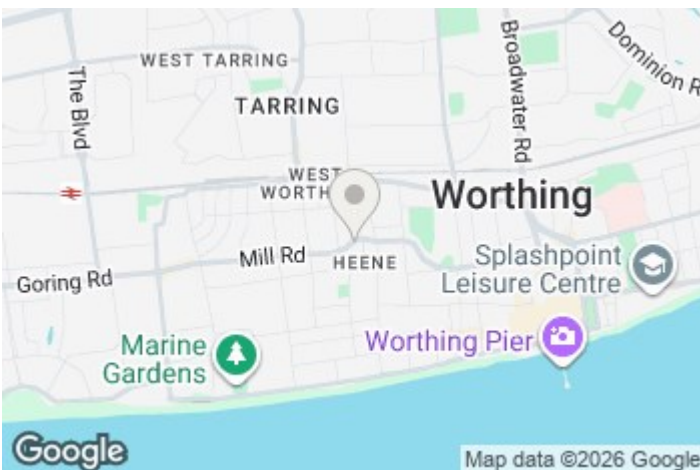 Broadwater Rd
Dominion R
WEST TARRING
The Blvd
TARRING
WEST
WORTH
Worthing
Mill Rd
HEENE
Goring Rd
Splashpoint
Leisure Centre
Marine
Gardens
Worthing Pier
Google
Map data ©2026 Google